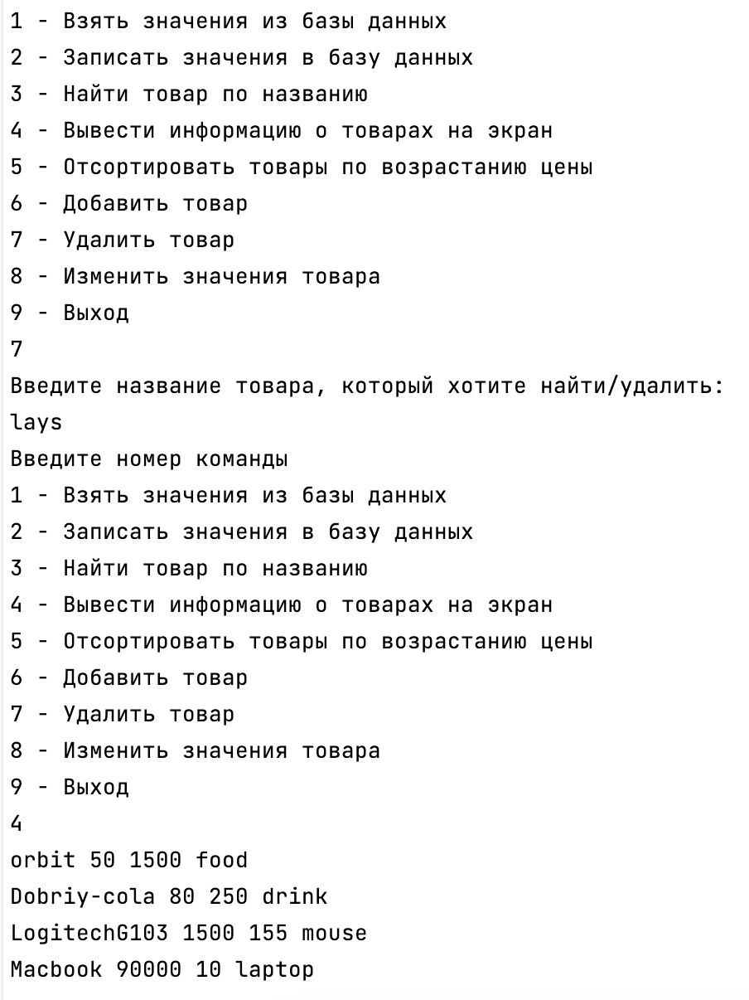 1 - Взять значения из базы данных
2 - Записать значения в базу данных
3 - Найти товар по названию
4 - Вывести информацию о товарах на экран
5 - Отсортировать товары по возрастанию цены
6 - Добавить товар
7 - Удалить товар
8 - Изменить значения товара
9 - Выход
7
Введите название товара, который хотите найти/удалить:
lays
Введите номер команды
1 - Взять значения из базы данных
2 - Записать значения в базу данных
3 - Найти товар по названию
4 - Вывести информацию о товарах на экран
5 - Отсортировать товары по возрастанию цены
6 - Добавить товар
7 - Удалить товар
8 - Изменить значения товара
9 - Выход
4
orbit 50 1500 food
Dobriy-cola 80 250 drink
LogitechG103 1500 155 mouse
Macbook 90000 10 laptop